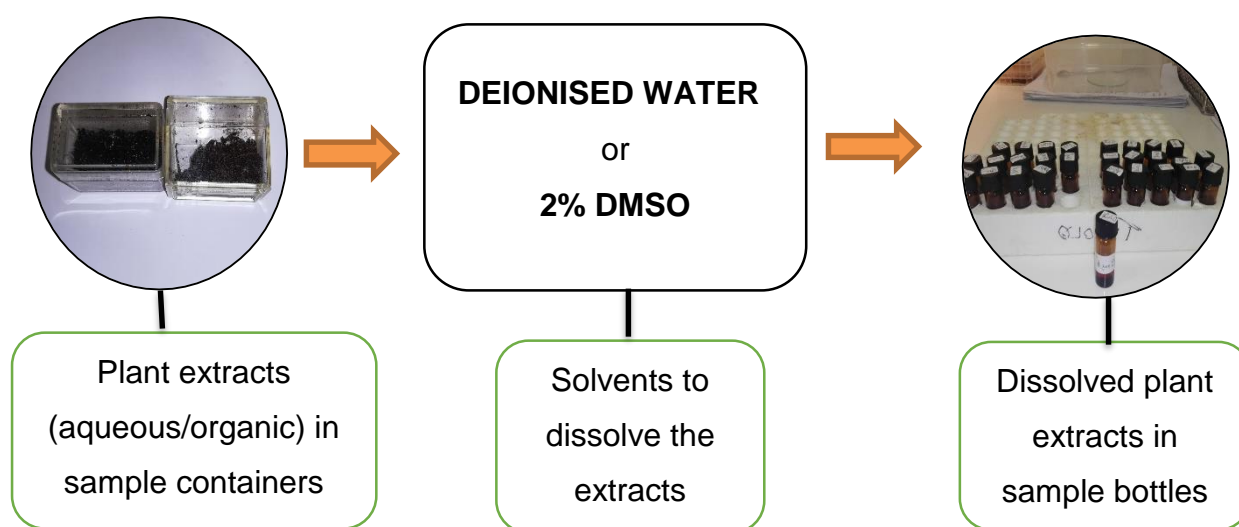 DEIONISED WATER
or
2% DMSO
Plant extracts
(aqueous/organic) in
sample containers
Solvents to
dissolve the
extracts
Dissolved plant
extracts in
sample bottles